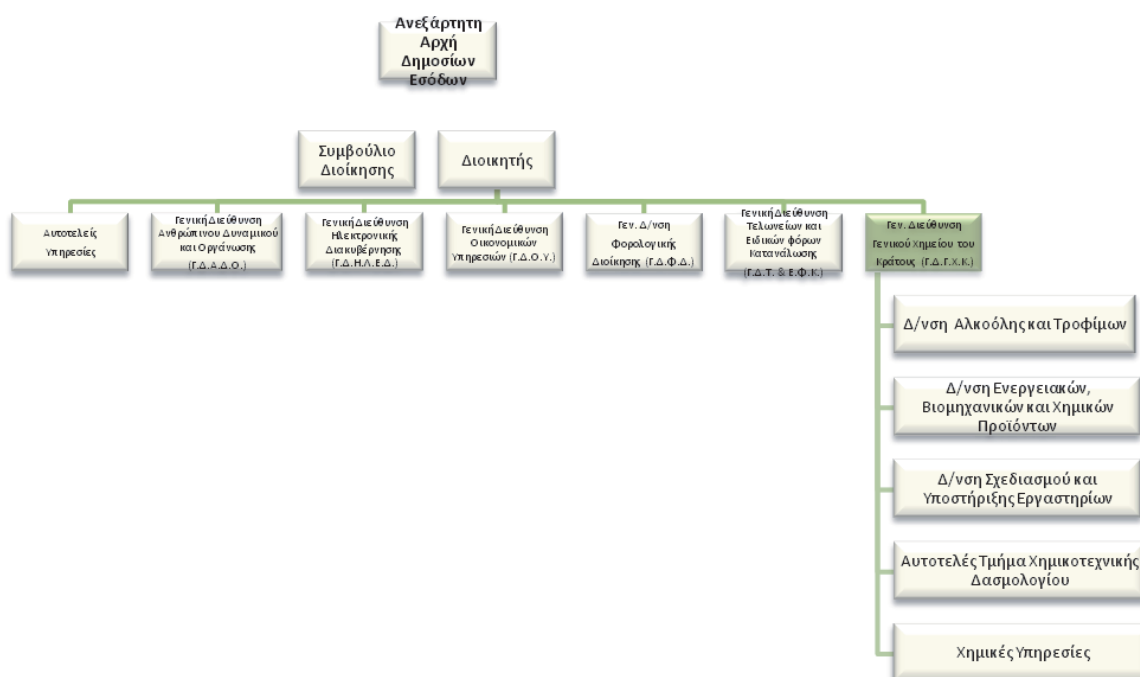 Ανεξάρτητη
Αρχή
Δημοσίων
Εσόδων
Συμβούλιο
Διοίκησης
Διοικητής
Αυτοτελείς
Υπηρεσίες
Γενική Διεύθυνση
Ανθρώπινου Δυναμικού
και Οργάνωσης
(Γ.Δ.Α.Δ.Ο.)
Γενική Διεύθυνση
Ηλεκτρονικής
Διακυβέρνησης
(Γ.Δ.Η.Λ.Ε.Δ.)
Γενική Διεύθυνση
Οικονομικών
Υπηρεσιών (Γ.Δ.Ο.Υ.)
Γεν. Δ/νση
Φορολογικής
Διοίκησης (Γ.Δ.Φ.Δ.)
Γενική Διεύθυνση
Τελωνείων και
Ειδικών φόρων
Κατανάλωσης
(Γ.Δ.Τ. & Ε.Φ.Κ.)
Γεν. Διεύθυνση
Γενικού Χημείου του
Κράτους (Γ.Δ.Γ.Χ.Κ.)
Δ/νση Αλκοόλης και Τροφίμων
Δ/νση Ενεργειακών,
Βιομηχανικών και Χημικών
Προϊόντων
Δ/νση Σχεδιασμού και
Υποστήριξης Εργαστηρίων
Αυτοτελές Τμήμα Χημικοτεχνικής
Δασμολογίου
Χημικές Υπηρεσίες